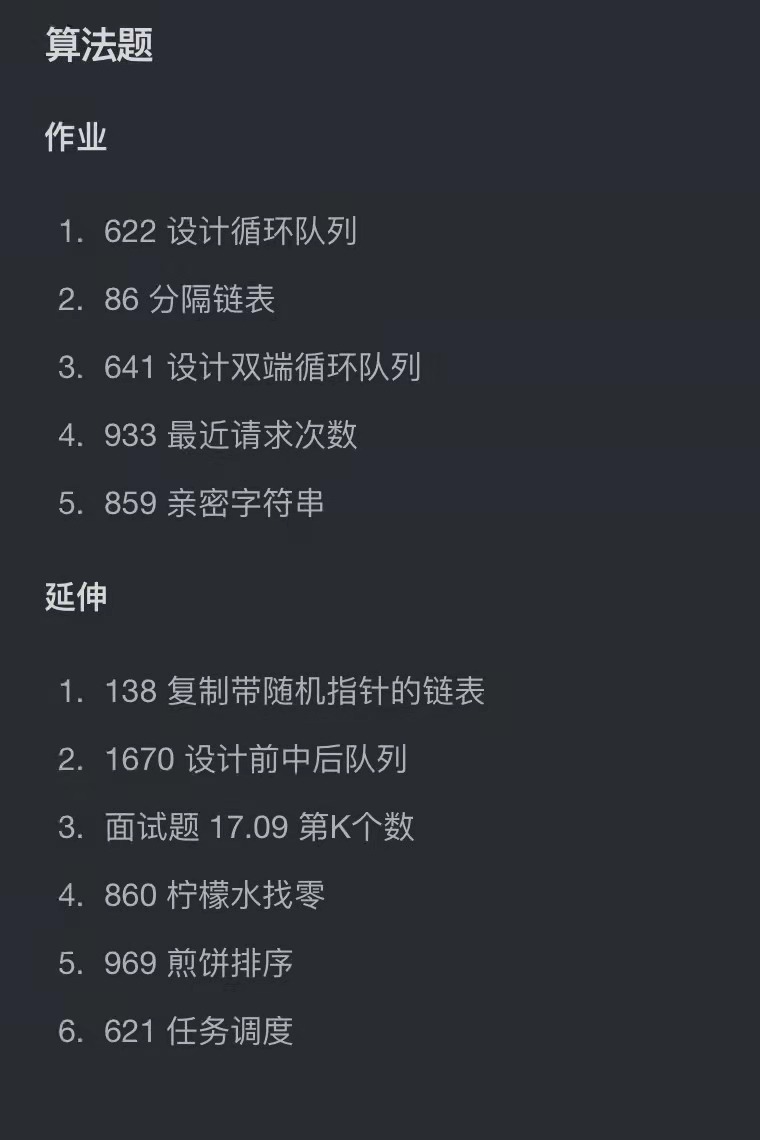 算法题
作业
1. 622 设计循环队列
2. 86 分隔链表
3. 641 设计双端循环队列
4. 933 最近请求次数
5. 859 亲密字符串
延伸
1. 138 复制带随机指针的链表
2. 1670 设计前中后队列
3. 面试题 17.09 第K个数
4. 860 柠檬水找零
5. 969 煎饼排序
6. 621 任务调度